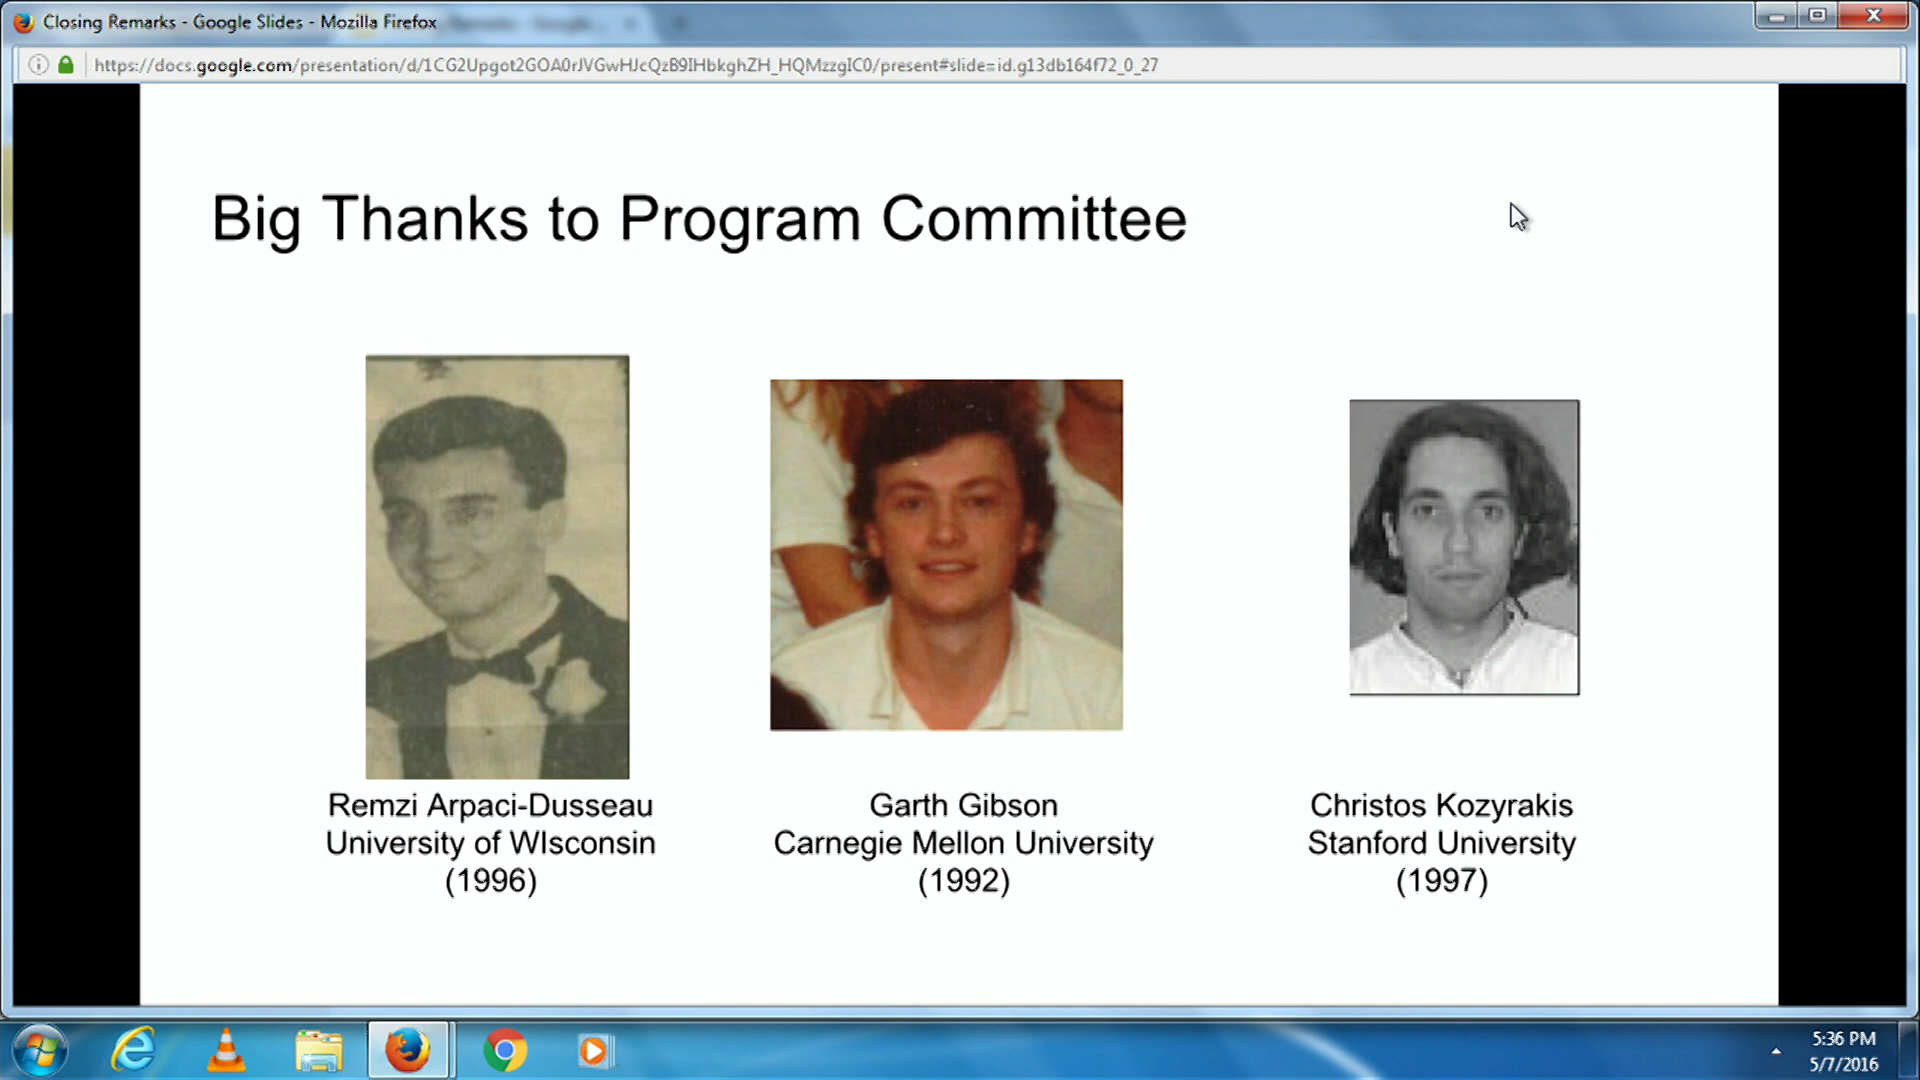 Closing Remarks - Google Slides - Mozilla Firefox
https://docs.google.com/presentation/d/1CG2Upgot2GOA0rJVGwHJcQzB9IHbkghZH_HQMzzgIC0/present#slide=id.g13db164f72_0_27
Big Thanks to Program Committee
Remzi Arpaci-Dusseau
University of WIsconsin
(1996)
Garth Gibson
Carnegie Mellon University
(1992)
Christos Kozyrakis
Stanford University
(1997)
5:36 PM
5/7/2016